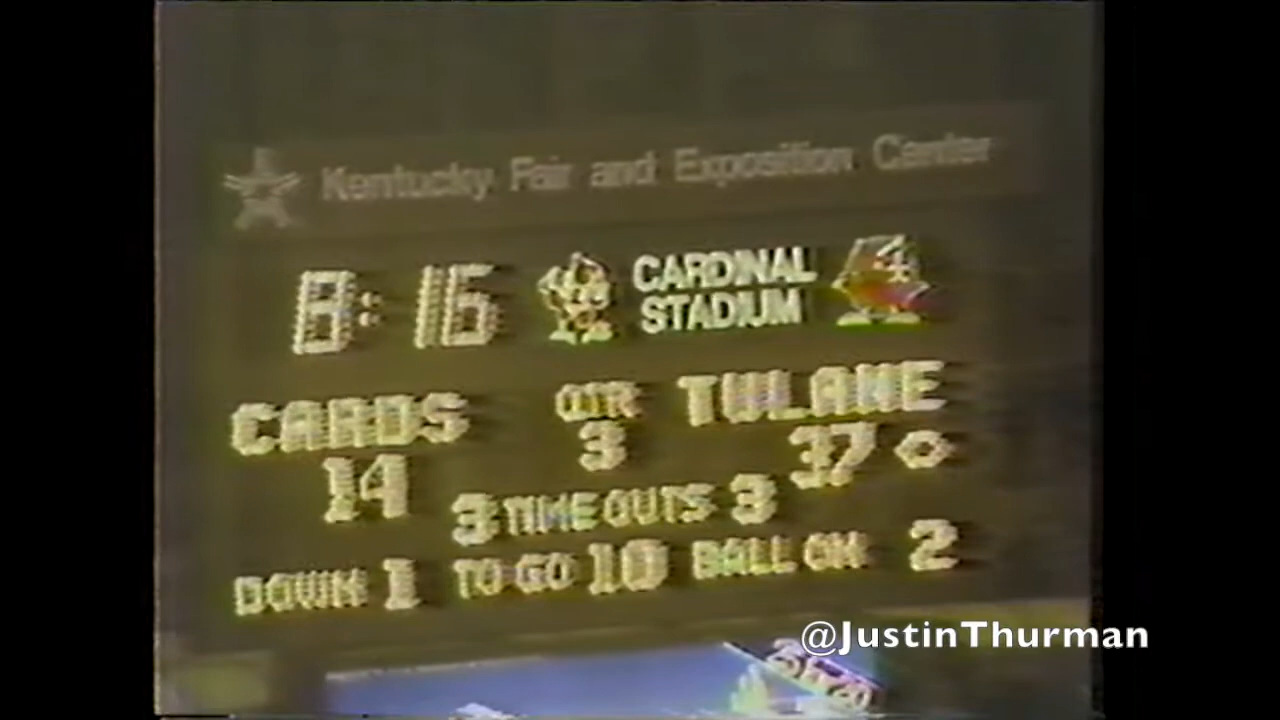 Kentucky Fair and Exposition Center
8:16 CARDINAL STADIUM
CARDS QTR TULANE
14 3 37
3 TIME OUTS 3
DOWN 1 TO GO 10 BALL ON 2
@JustinThurman